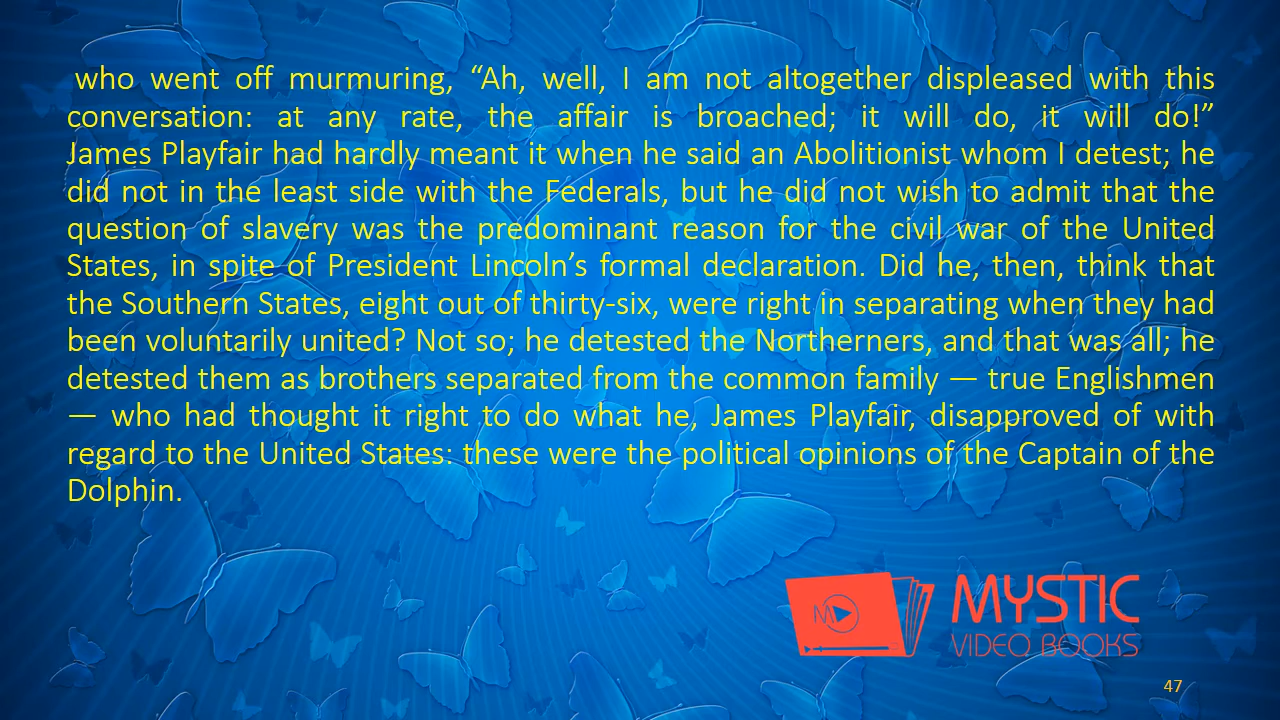 who went off murmuring, “Ah, well, I am not altogether displeased with this
conversation: at any rate, the affair is broached; it will do, it will do!”
James Playfair had hardly meant it when he said an Abolitionist whom I detest; he
did not in the least side with the Federals, but he did not wish to admit that the
question of slavery was the predominant reason for the civil war of the United
States, in spite of President Lincoln’s formal declaration. Did he, then, think that
the Southern States, eight out of thirty-six, were right in separating when they had
been voluntarily united? Not so; he detested the Northerners, and that was all; he
detested them as brothers separated from the common family — true Englishmen
— who had thought it right to do what he, James Playfair, disapproved of with
regard to the United States: these were the political opinions of the Captain of the
Dolphin.
M
MYSTIC
VIDEO BOOKS
47